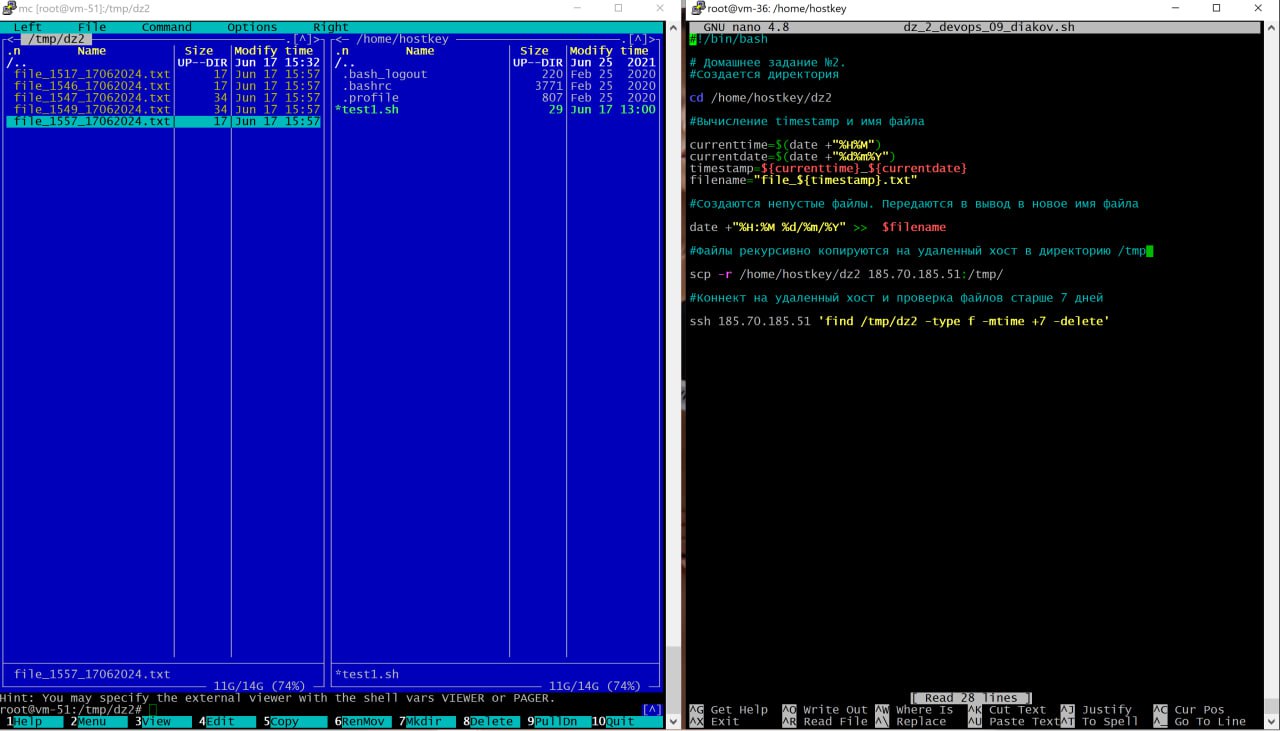 mc [root@vm-51]:/tmp/dz2
Left File Command Options Right
<- /tmp/dz2 .[^]>
.n Name Size Modify time
/.. UP--DIR Jun 17 15:32
file_1517_17062024.txt 17 Jun 17 15:57
file_1546_17062024.txt 17 Jun 17 15:57
file_1547_17062024.txt 34 Jun 17 15:57
file_1549_17062024.txt 34 Jun 17 15:57
file_1557_17062024.txt 17 Jun 17 15:57
file_1557_17062024.txt
11G/14G (74%)
<- /home/hostkey .[^]>
.n Name Size Modify time
/.. UP--DIR Jun 25 2021
.bash_logout 220 Feb 25 2020
.bashrc 3771 Feb 25 2020
.profile 807 Feb 25 2020
*test1.sh 29 Jun 17 13:00
*test1.sh
11G/14G (74%)
Hint: You may specify the external viewer with the shell vars VIEWER or PAGER.
root@vm-51:/tmp/dz2# [^]
1Help 2Menu 3View 4Edit 5Copy 6RenMov 7Mkdir 8Delete 9PullDn 10Quit
root@vm-36: /home/hostkey
GNU nano 4.8 dz_2_devops_09_diakov.sh
#!/bin/bash
# Домашнее задание №2.
#Создается директория
cd /home/hostkey/dz2
#Вычисление timestamp и имя файла
currenttime=$(date +"%H%M")
currentdate=$(date +"%d%m%Y")
timestamp=${currenttime}_${currentdate}
filename="file_${timestamp}.txt"
#Создаются непустые файлы. Передаются в вывод в новое имя файла
date +"%H:%M %d/%m/%Y" >> $filename
#Файлы рекурсивно копируются на удаленный хост в директорию /tmp
scp -r /home/hostkey/dz2 185.70.185.51:/tmp/
#Коннект на удаленный хост и проверка файлов старше 7 дней
ssh 185.70.185.51 'find /tmp/dz2 -type f -mtime +7 -delete'
[ Read 28 lines ]
^G Get Help ^O Write Out ^W Where Is ^K Cut Text ^J Justify ^C Cur Pos
^X Exit ^R Read File ^\ Replace ^U Paste Text ^T To Spell ^_ Go To Line